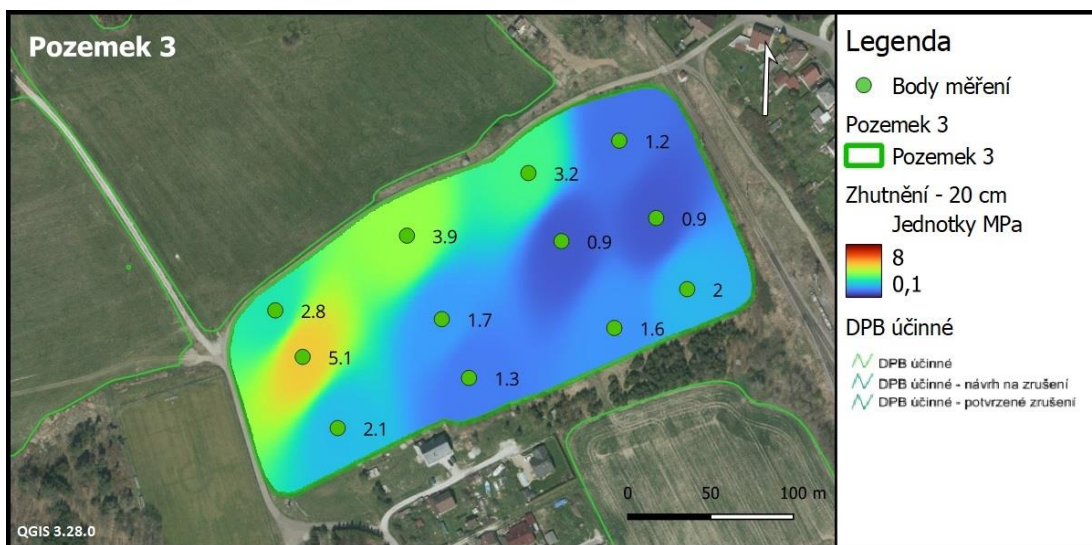 Pozemek 3
1.2
3.2
0.9
3.9
0.9
2
2.8
1.7
1.6
5.1
1.3
2.1
0 50 100 m
QGIS 3.28.0
Legenda
Body měření
Pozemek 3
Pozemek 3
Zhutnění - 20 cm
Jednotky MPa
8
0,1
DPB účinné
DPB účinné
DPB účinné - návrh na zrušení
DPB účinné - potvrzené zrušení